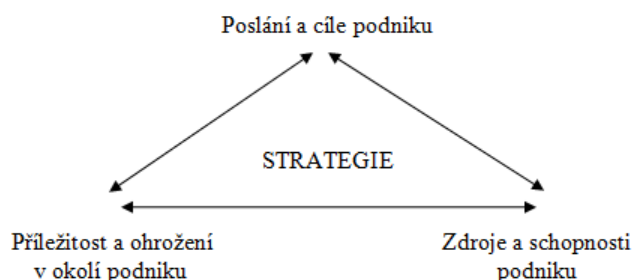 Poslání a cíle podniku
STRATEGIE
Příležitost a ohrožení
v okolí podniku
Zdroje a schopnosti
podniku